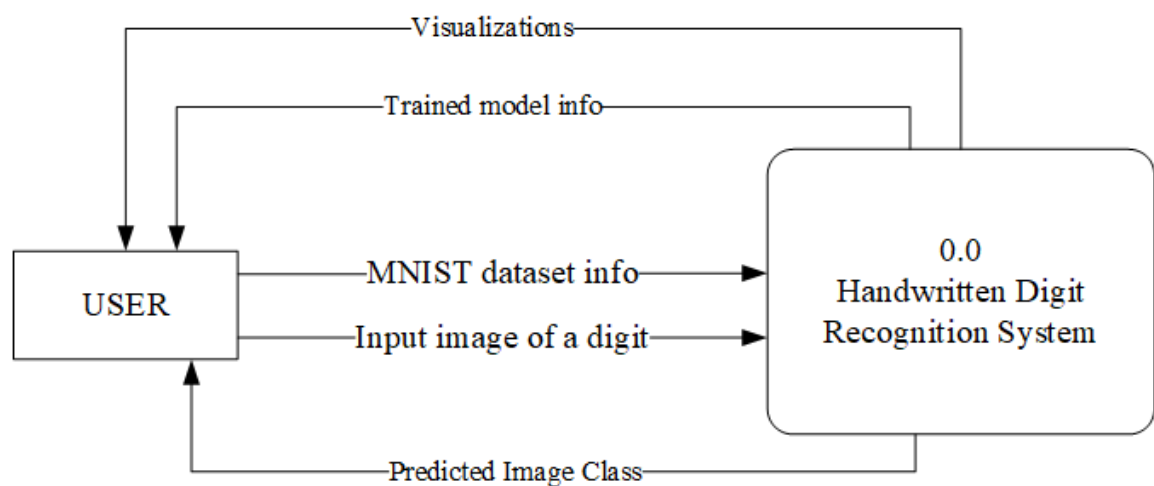 Visualizations
Trained model info
MNIST dataset info
Input image of a digit
USER
0.0
Handwritten Digit
Recognition System
Predicted Image Class